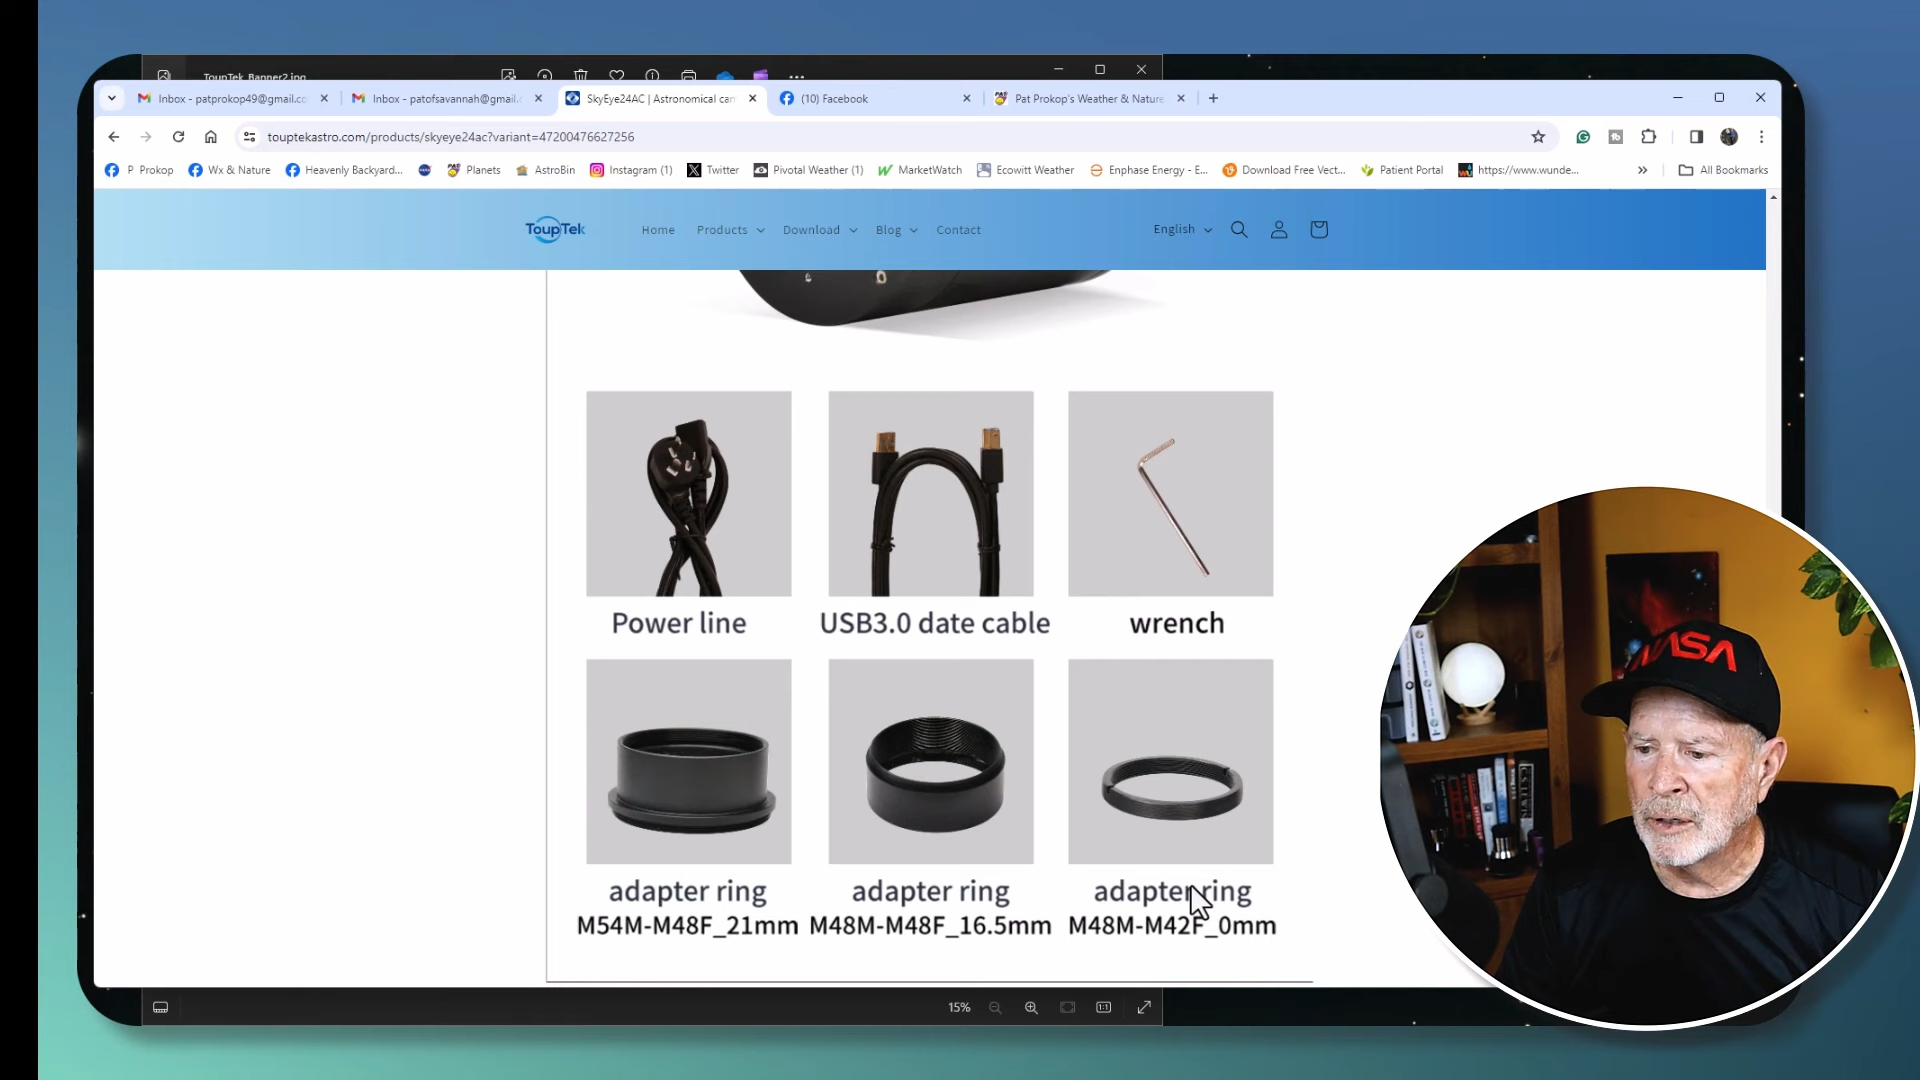 ToupTek_Banner2.jpg
Inbox - patprokop49@gmail.co
Inbox - patofsavannah@gmail.
SkyEye24AC | Astronomical can
(10) Facebook
Pat Prokop's Weather & Nature
touptekastro.com/products/skyeye24ac?variant=47200476627256
P Prokop
Wx & Nature
Heavenly Backyard...
Planets
AstroBin
Instagram (1)
Twitter
Pivotal Weather (1)
MarketWatch
Ecowitt Weather
Enphase Energy - E...
Download Free Vect...
Patient Portal
https://www.wunde...
All Bookmarks
ToupTek
Home
Products
Download
Blog
Contact
English
Power line
USB3.0 date cable
wrench
adapter ring
M54M-M48F_21mm
adapter ring
M48M-M48F_16.5mm
adapter ring
M48M-M42F_0mm
NASA
15%